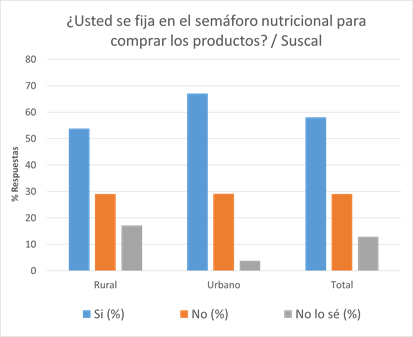 ¿Usted se fija en el semáforo nutricional para
comprar los productos? / Suscal
80
70
60
50
40
30
20
10
0
% Respuestas
Rural
Urbano
Total
Si (%)
No (%)
No lo sé (%)